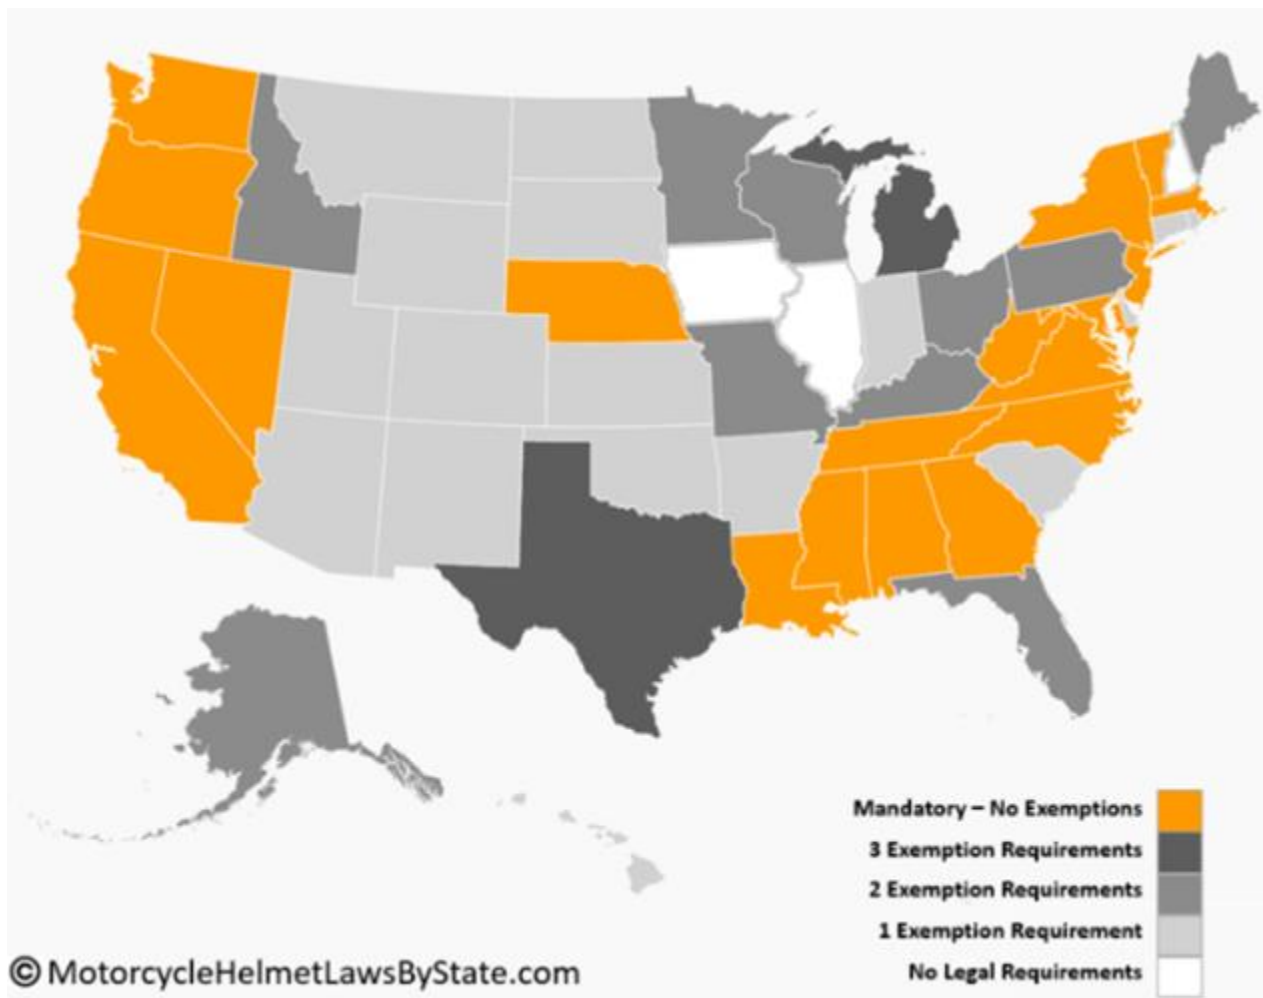 Mandatory – No Exemptions
3 Exemption Requirements
2 Exemption Requirements
1 Exemption Requirement
No Legal Requirements
© MotorcycleHelmetLawsByState.com